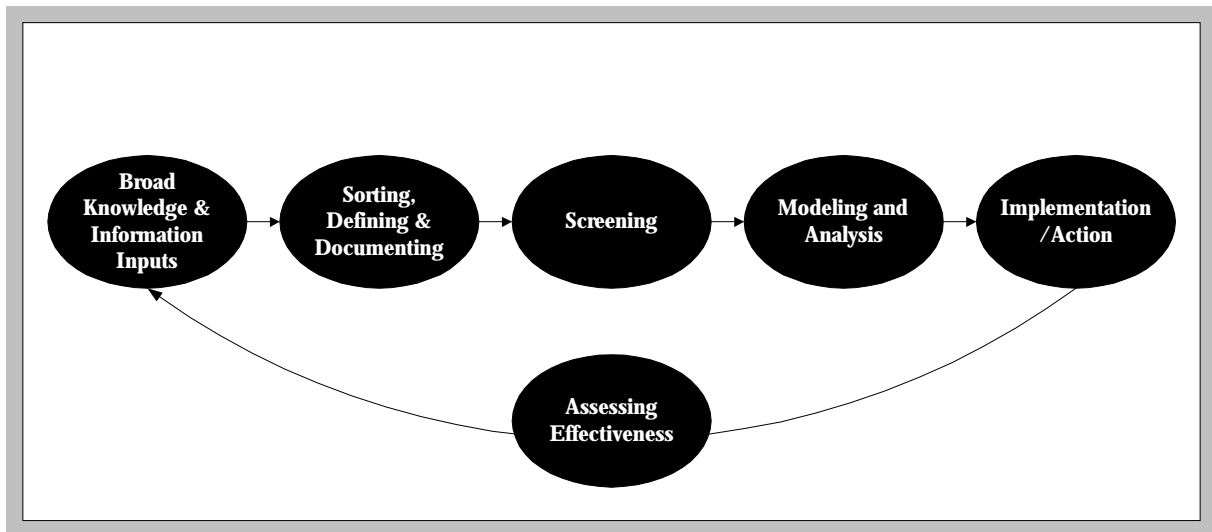 Broad
Knowledge &
Information
Inputs
Sorting,
Defining &
Documenting
Screening
Modeling and
Analysis
Implementation
/Action
Assessing
Effectiveness